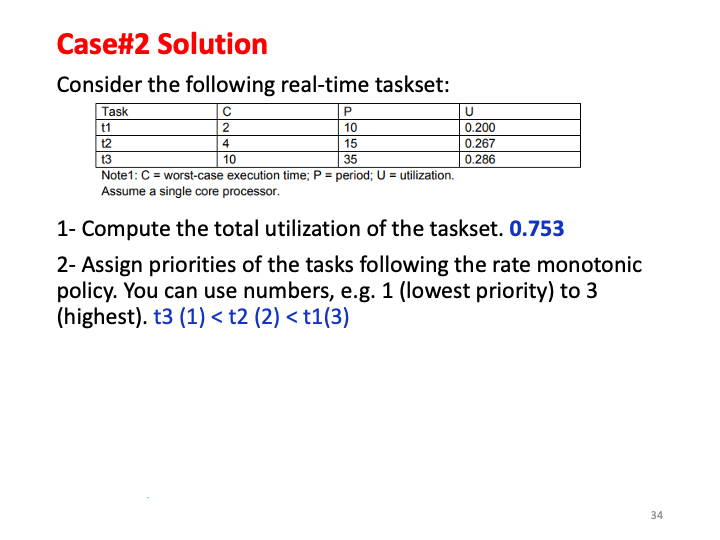 Case#2 Solution
Consider the following real-time taskset:
Task C P U
t1 2 10 0.200
t2 4 15 0.267
t3 10 35 0.286
Note1: C = worst-case execution time; P = period; U = utilization.
Assume a single core processor.
1- Compute the total utilization of the taskset. 0.753
2- Assign priorities of the tasks following the rate monotonic
policy. You can use numbers, e.g. 1 (lowest priority) to 3
(highest). t3 (1) < t2 (2) < t1(3)
34